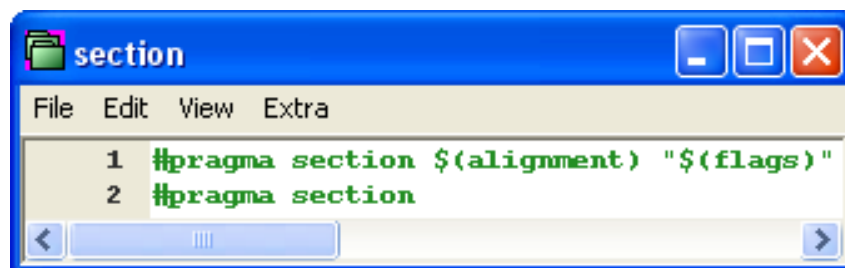 section
File Edit View Extra
1 #pragma section $(alignment) "$(flags)"
2 #pragma section